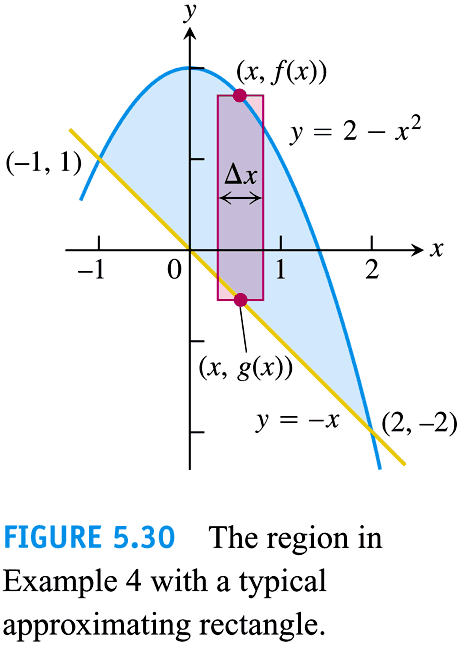 y
(x, f(x))
y = 2 − x²
(−1, 1)
Δx
x
−1
0
1
2
(x, g(x))
y = −x
(2, −2)
FIGURE 5.30 The region in
Example 4 with a typical
approximating rectangle.